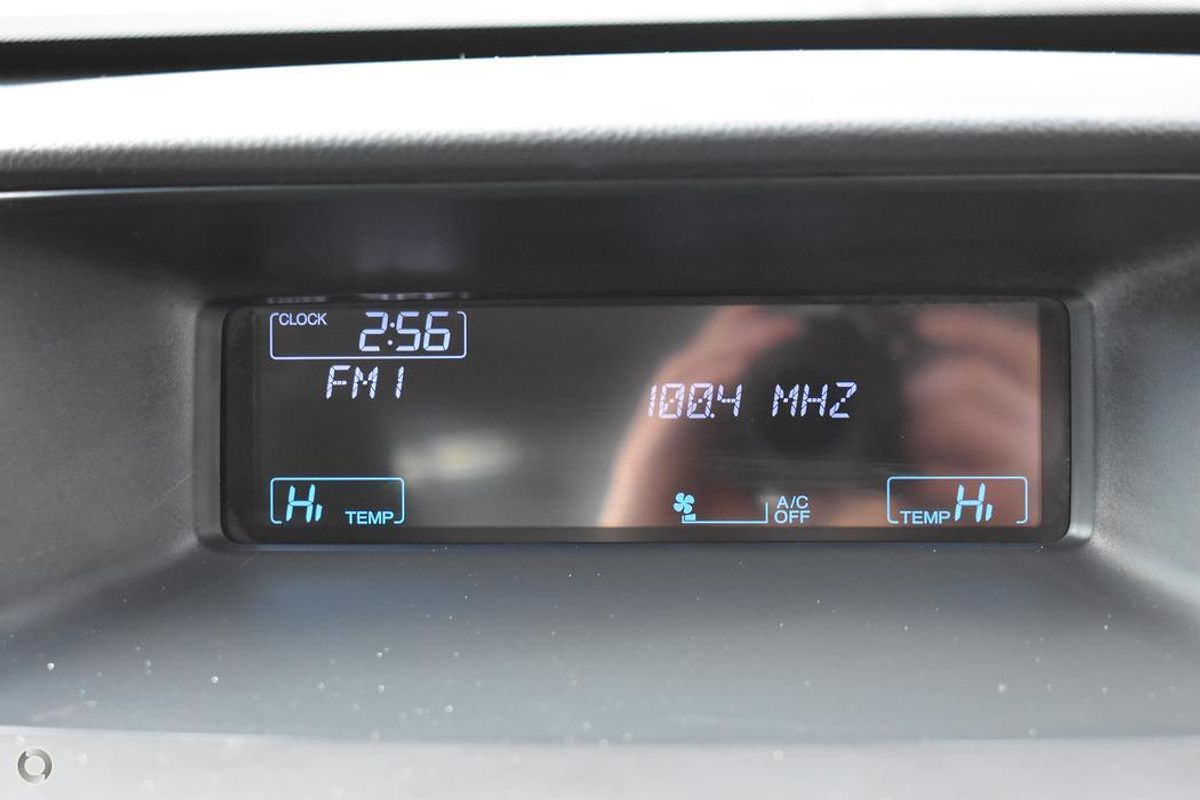 CLOCK 2:56
FM1
100.4 MHZ
Hi TEMP
A/C
OFF
TEMP Hi